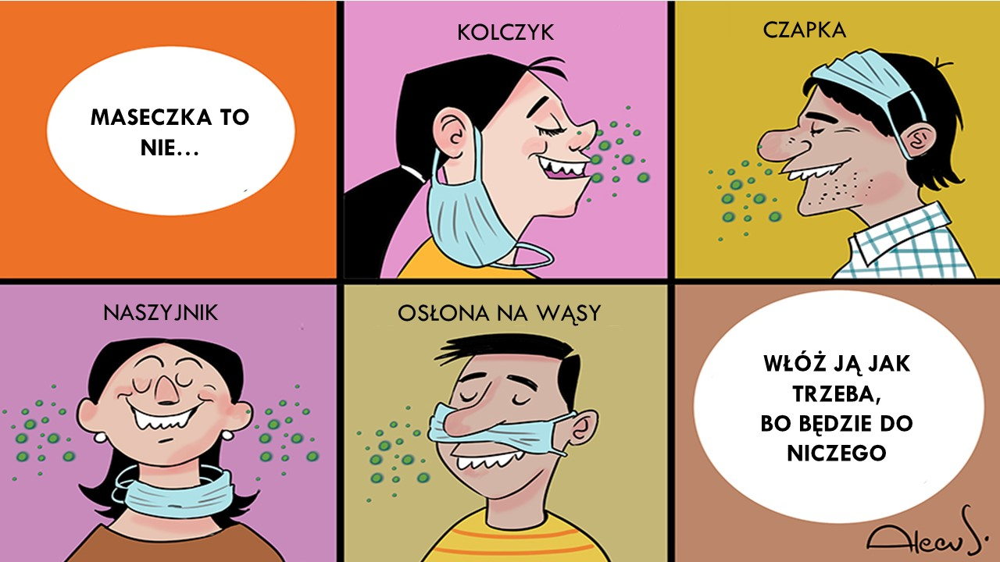 MASECZKA TO
NIE...
KOLCZYK
CZAPKA
NASZYJNIK
OSŁONA NA WĄSY
WŁÓŻ JĄ JAK
TRZEBA,
BO BĘDZIE DO
NICZEGO